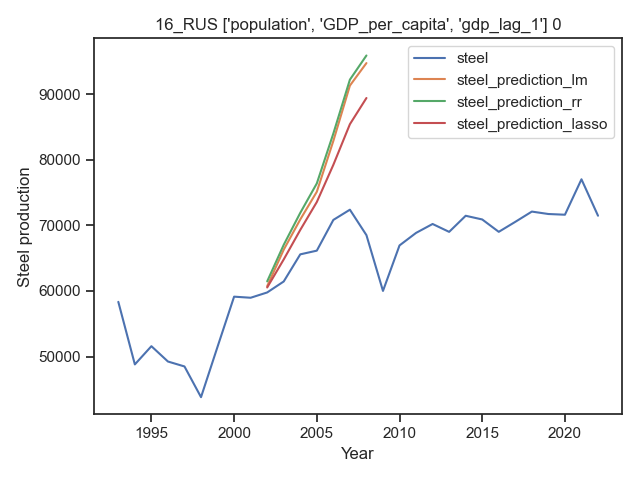 16_RUS ['population', 'GDP_per_capita', 'gdp_lag_1'] 0
steel
steel_prediction_lm
steel_prediction_rr
steel_prediction_lasso
90000
80000
70000
60000
50000
Steel production
1995
2000
2005
2010
2015
2020
Year